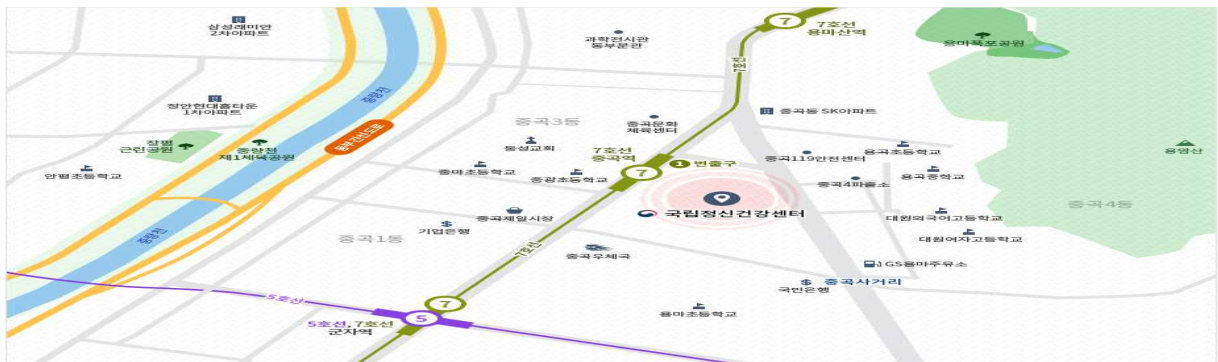 삼성래미안
2차아파트
7
7호선
용마산역
과학전시관
동부분관
용마폭포공원
7호선
장안현대홈타운
1차아파트
중랑천
동부간선도로
중곡동 SK아파트
중곡3동
중곡문화
체육센터
장평
근린공원
중랑천
제1체육공원
동성교회
7호선
중곡역
7
1 번출구
중곡119안전센터
용곡초등학교
용암산
안평초등학교
중마초등학교
중광초등학교
중곡4파출소
용곡중학교
국립정신건강센터
중곡4동
중곡제일시장
기업은행
대원외국어고등학교
대원여자고등학교
중랑천
중곡1동
7호선
중곡우체국
GS용마주유소
국민은행
중곡사거리
5호선
7
5
5호선, 7호선
군자역
용마초등학교